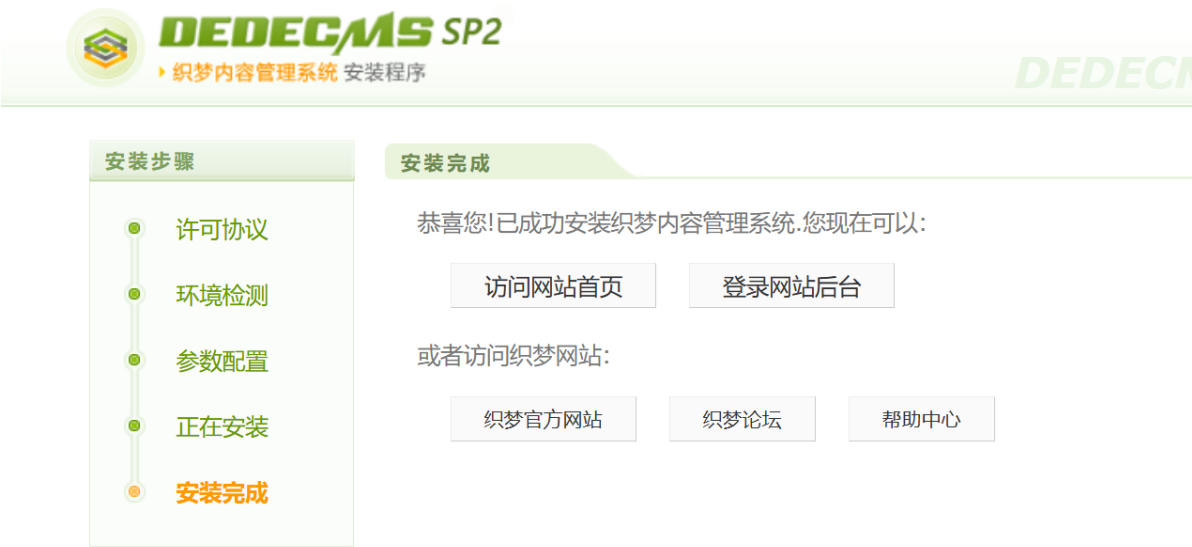 DEDECMS SP2
织梦内容管理系统 安装程序
DEDECM
安装步骤
许可协议
环境检测
参数配置
正在安装
安装完成
安装完成
恭喜您!已成功安装织梦内容管理系统.您现在可以:
访问网站首页 登录网站后台
或者访问织梦网站:
织梦官方网站 织梦论坛 帮助中心